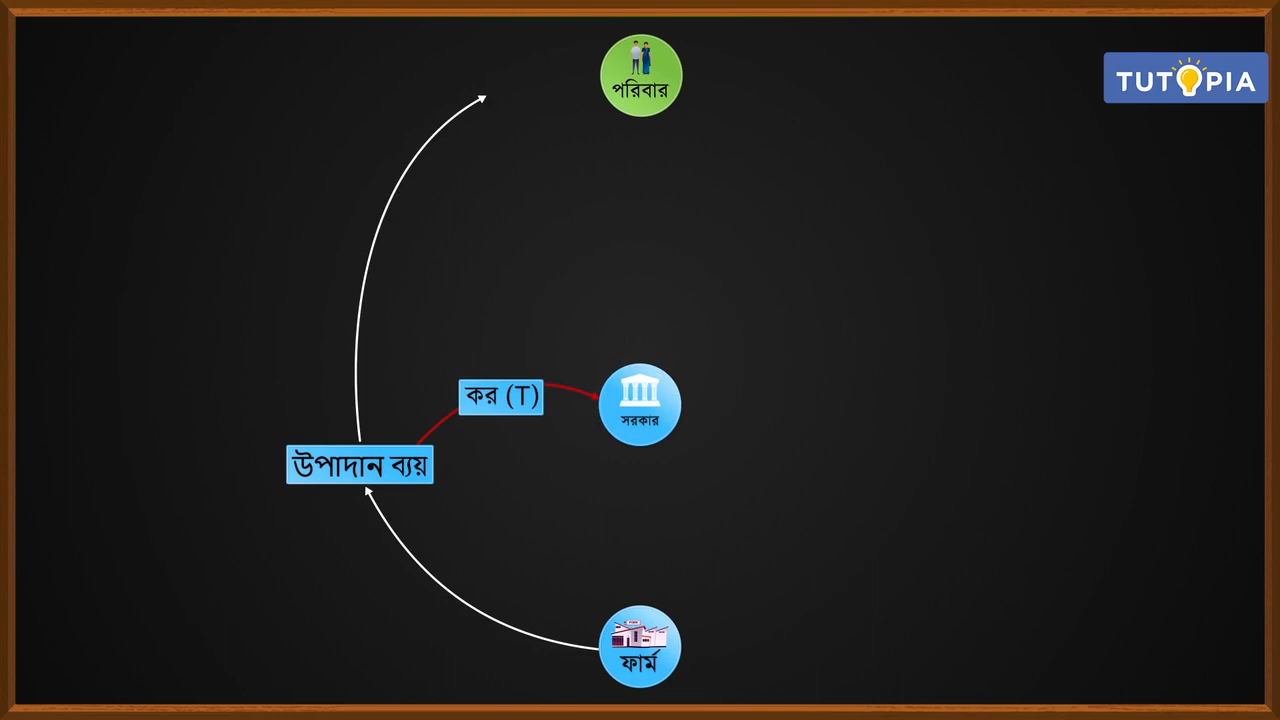 পরিবার
TUTOPIA
কর (T)
সরকার
উপাদান ব্যয়
ফার্ম